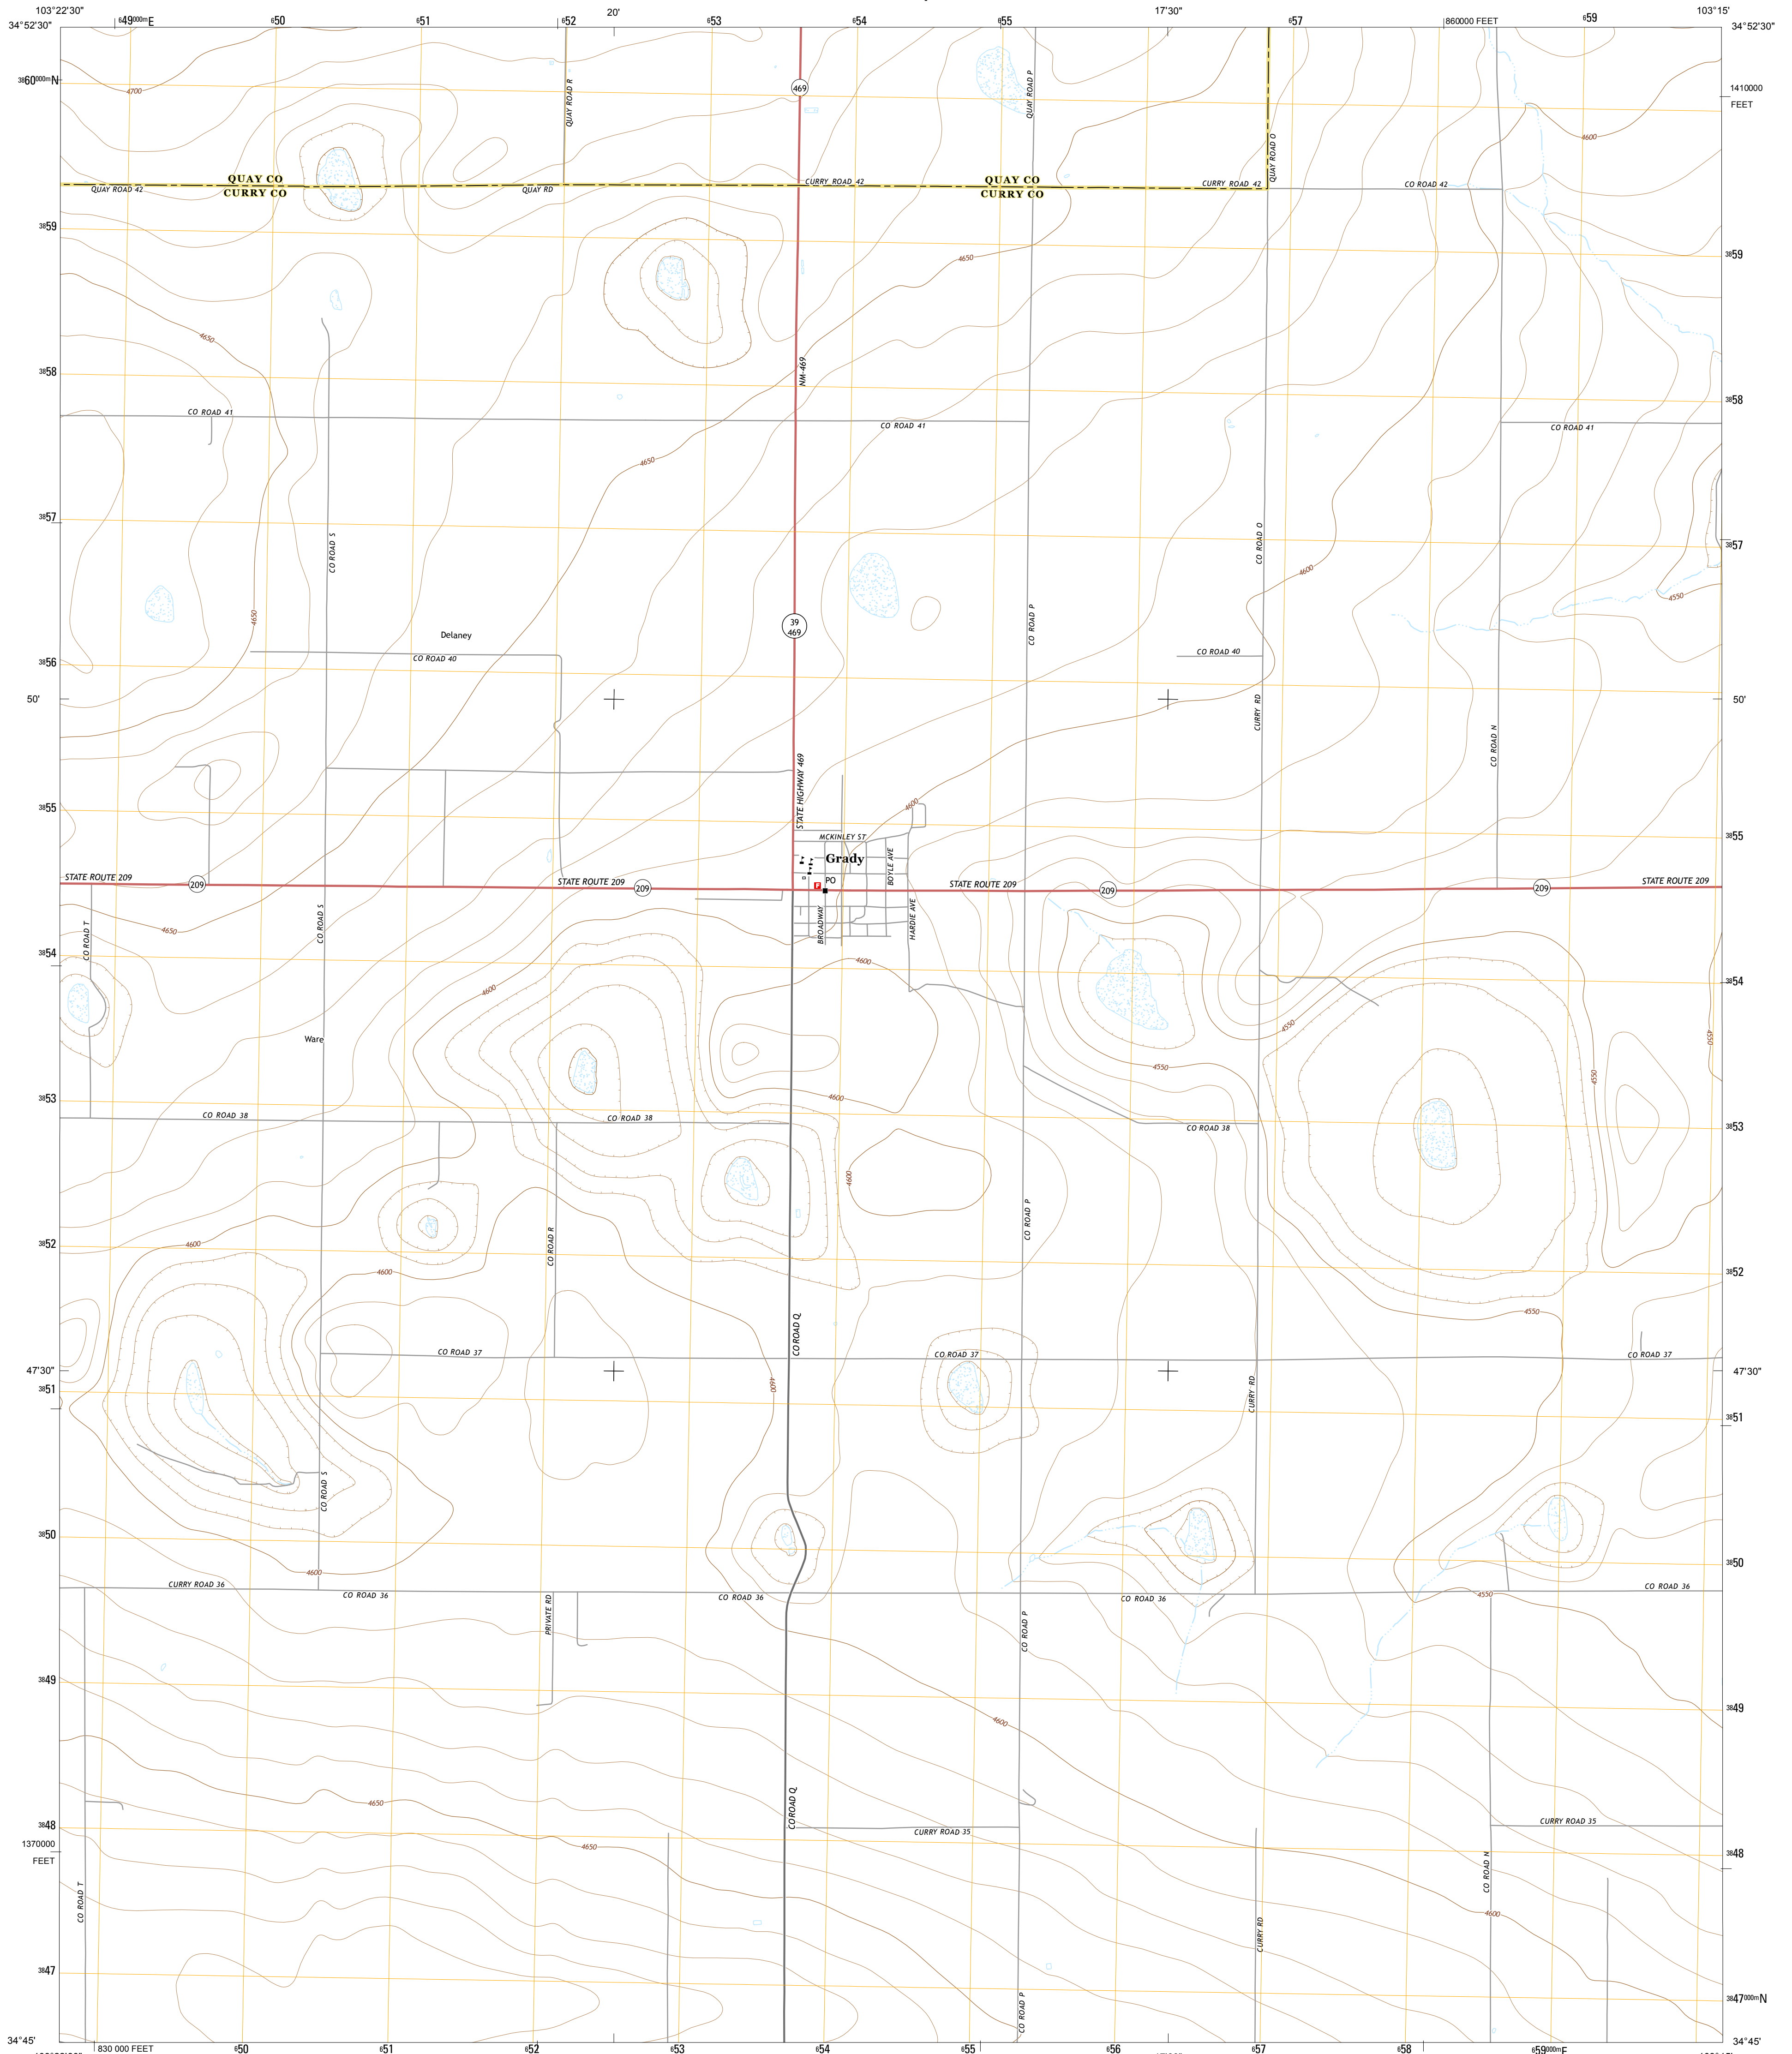 103°22'30"
⁶49000mE
⁶50
⁶51
⁶52
20'
⁶53
⁶54
⁶55
17'30"
⁶57
860000 FEET
⁶59
103°15'
34°52'30"
34°52'30"
3860000mN
4700
QUAY ROAD R
469
QUAY ROAD P
1410000
FEET
4600
QUAY ROAD O
QUAY CO
CURRY CO
QUAY ROAD 42
QUAY RD
CURRY ROAD 42
QUAY CO
CURRY CO
CURRY ROAD 42
CO ROAD 42
3859
3859
4650
4650
NM-469
3858
3858
CO ROAD 41
CO ROAD 41
CO ROAD 41
4650
3857
3857
CO ROAD S
CO ROAD O
4600
4550
4650
39
469
CO ROAD P
Delaney
CO ROAD 40
CO ROAD 40
3856
50'
50'
CURRY RD
CO ROAD N
STATE HIGHWAY 469
3855
3855
4600
MCKINLEY ST
Grady
BOYLE AVE
F
PO
STATE ROUTE 209
209
STATE ROUTE 209
209
STATE ROUTE 209
209
209
STATE ROUTE 209
CO ROAD T
CO ROAD S
4650
BROADWAY
HARDIE AVE
3854
3854
4600
4600
4550
4550
4550
4550
Ware
3853
3853
4600
CO ROAD 38
CO ROAD 38
CO ROAD 38
4600
CO ROAD R
CO ROAD P
3852
3852
4600
4600
4550
CO ROAD Q
CO ROAD 37
CO ROAD 37
CO ROAD 37
47'30"
47'30"
3851
3851
4600
CURRY RD
CO ROAD S
3850
3850
4600
CURRY ROAD 36
CO ROAD 36
CO ROAD 36
CO ROAD 36
4550
CO ROAD 36
PRIVATE RD
CO ROAD P
3849
3849
4600
4650
4650
CO ROAD Q
CURRY ROAD 35
CURRY ROAD 35
3848
3848
1370000
FEET
CO ROAD T
CO ROAD N
4600
CURRY RD
3847
3847000mN
CO ROAD P
34°45'
34°45'
830 000 FEET
⁶50
⁶51
⁶52
⁶53
⁶54
⁶55
⁶56
⁶57
⁶58
⁶59000mE